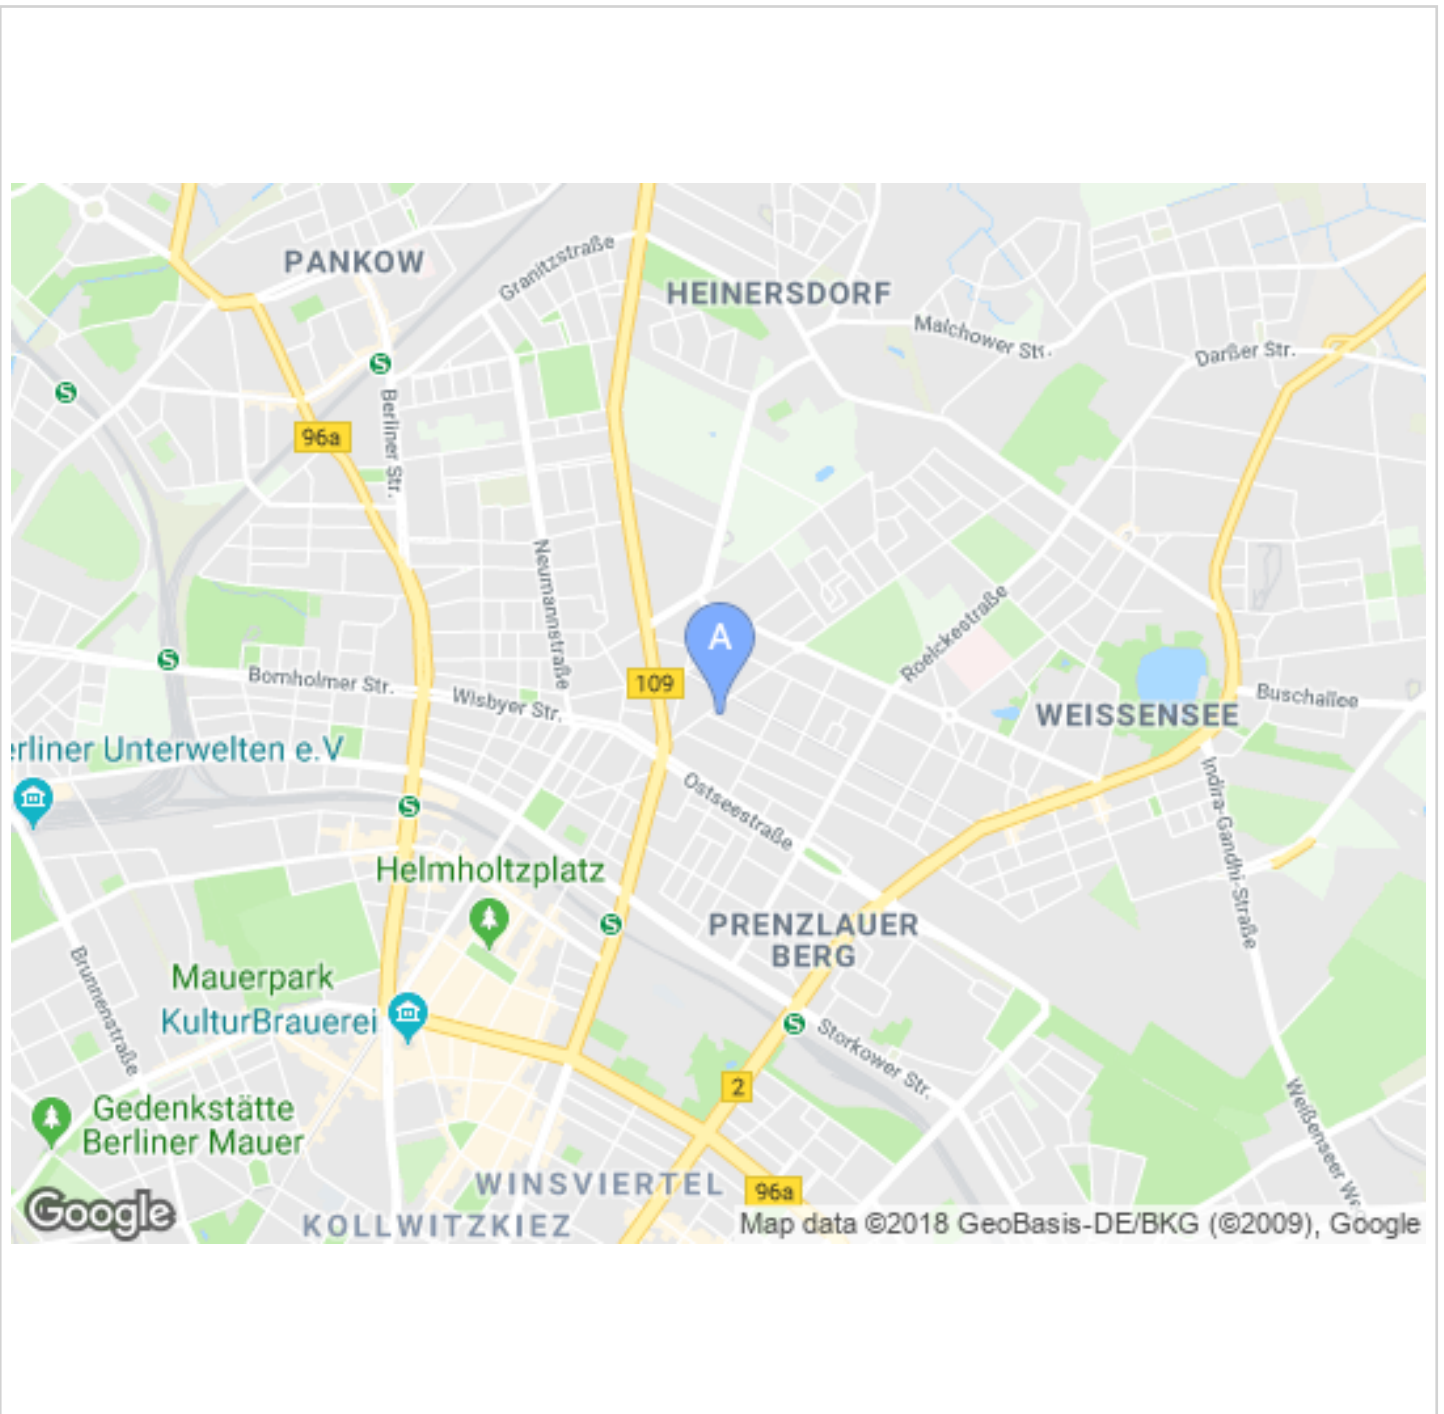 PANKOW
Granitzstraße
HEINERSDORF
Malchower Str.
Darßer Str.
96a
Berliner Str.
Neumannstraße
A
Roelckestraße
109
Bornholmer Str.
Wisbyer Str.
WEISSENSEE
Buschallee
erliner Unterwelten e.V
Ostseestraße
Indira-Gandhi-Straße
Helmholtzplatz
PRENZLAUER
BERG
Brunnenstraße
Mauerpark
KulturBrauerei
Storkower Str.
2
Gedenkstätte
Berliner Mauer
Weißenseer
WINSVIERTEL
96a
KOLLWITZKIEZ
Google
Map data ©2018 GeoBasis-DE/BKG (©2009), Google
S
S
S
S
S
S